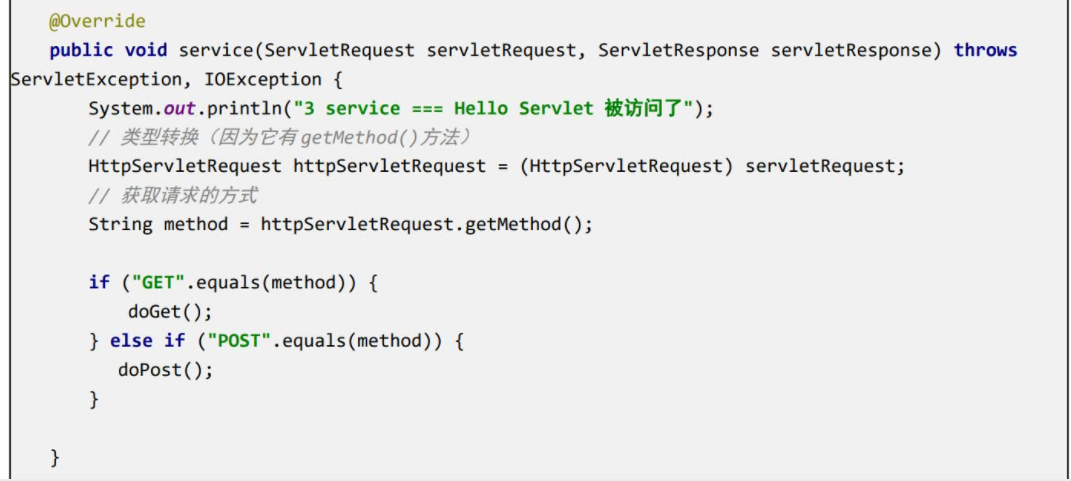 @Override
public void service(ServletRequest servletRequest, ServletResponse servletResponse) throws
ServletException, IOException {
System.out.println("3 service === Hello Servlet 被访问了");
// 类型转换（因为它有getMethod()方法）
HttpServletRequest httpServletRequest = (HttpServletRequest) servletRequest;
// 获取请求的方式
String method = httpServletRequest.getMethod();
if ("GET".equals(method)) {
doGet();
} else if ("POST".equals(method)) {
doPost();
}
}